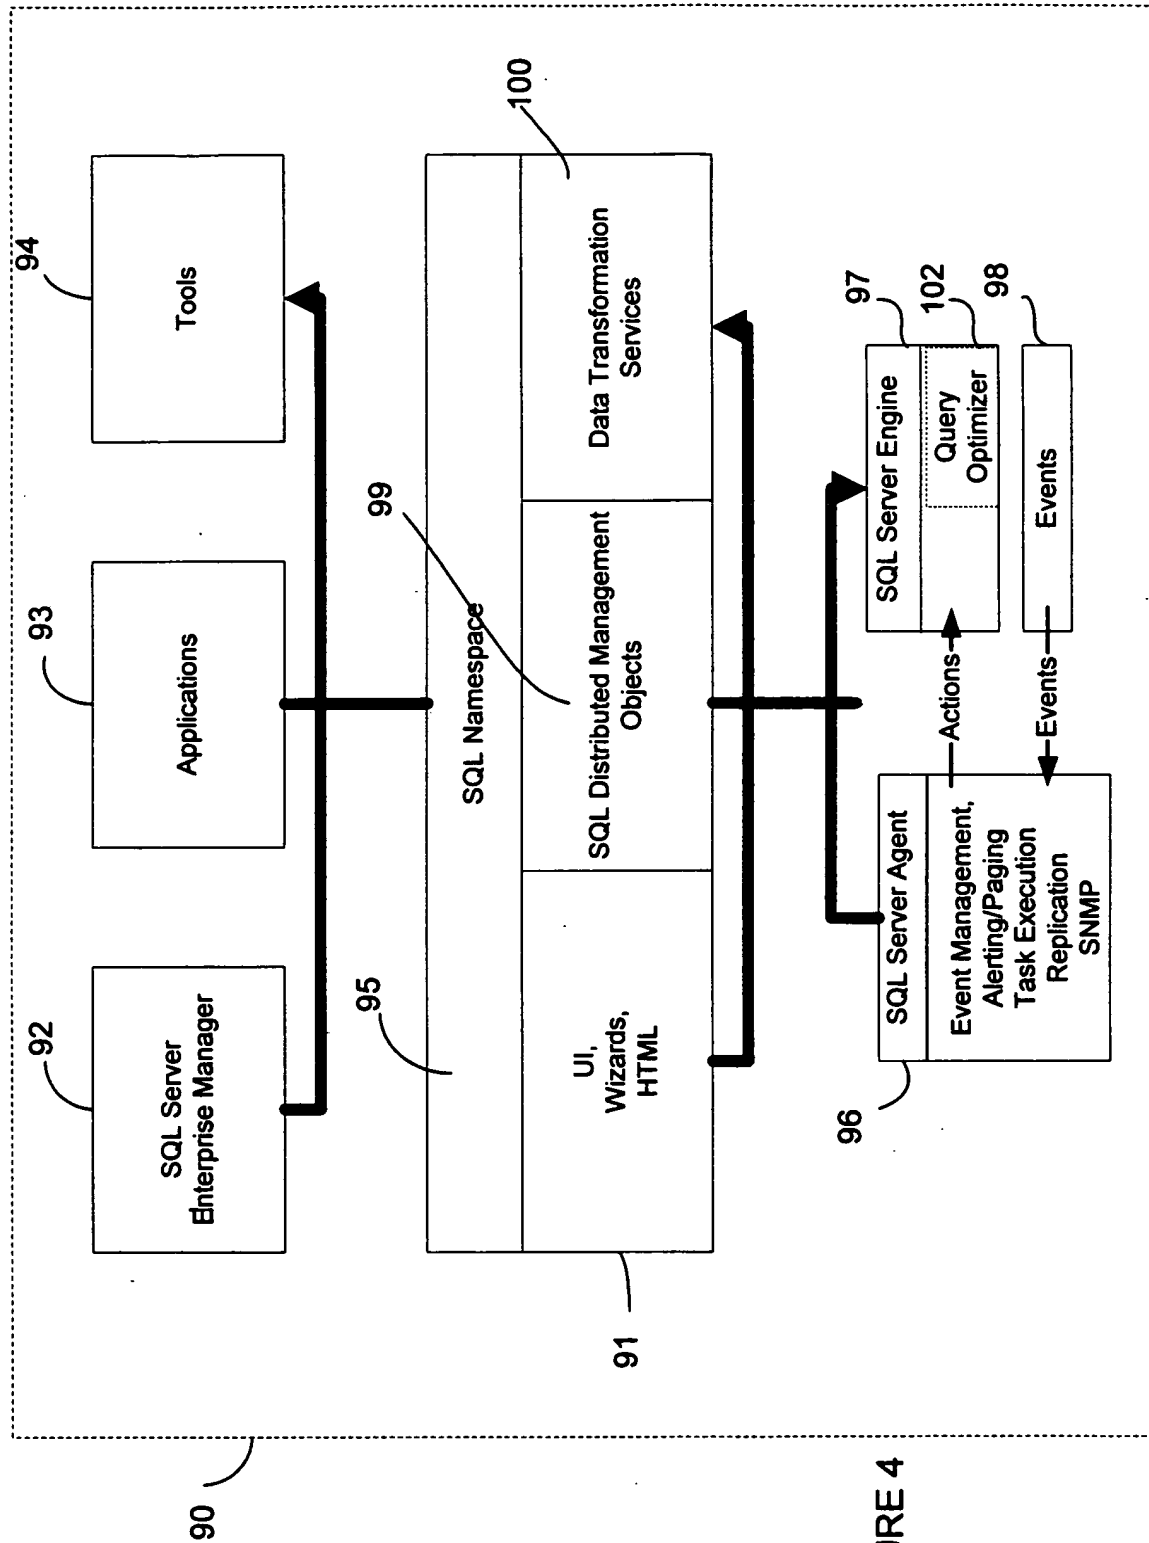 90
92
93
94
SQL Server
Enterprise Manager
Applications
Tools
95
99
100
SQL Namespace
91
UI,
Wizards,
HTML
SQL Distributed Management
Objects
Data Transformation
Services
96
SQL Server Agent
Event Management,
Alerting/Paging
Task Execution
Replication
SNMP
Actions
Events
97
SQL Server Engine
102
Query
Optimizer
98
Events
URE 4